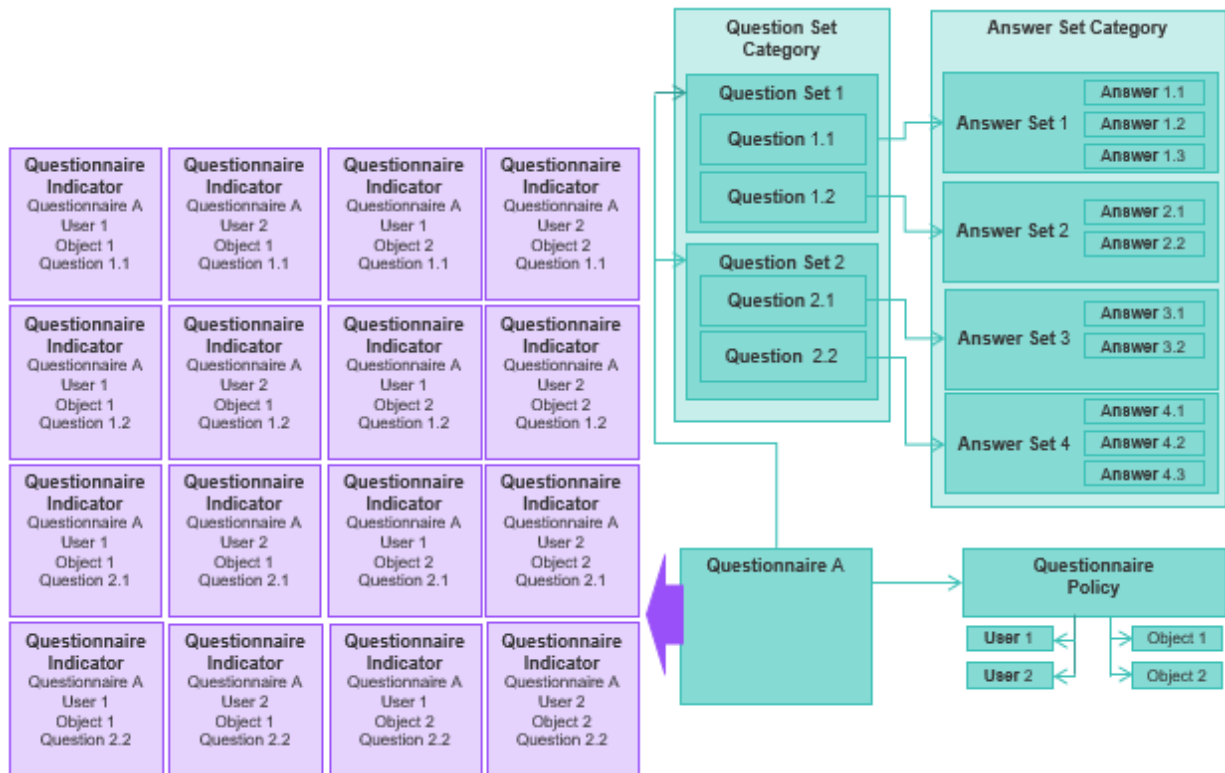 Question Set
Category
Question Set 1
Question 1.1
Question 1.2
Question Set 2
Question 2.1
Question 2.2
Answer Set Category
Answer Set 1
Answer 1.1
Answer 1.2
Answer 1.3
Answer Set 2
Answer 2.1
Answer 2.2
Answer Set 3
Answer 3.1
Answer 3.2
Answer Set 4
Answer 4.1
Answer 4.2
Answer 4.3
Questionnaire
Indicator
Questionnaire A
User 1
Object 1
Question 1.1
Questionnaire
Indicator
Questionnaire A
User 2
Object 1
Question 1.1
Questionnaire
Indicator
Questionnaire A
User 1
Object 2
Question 1.1
Questionnaire
Indicator
Questionnaire A
User 2
Object 2
Question 1.1
Questionnaire
Indicator
Questionnaire A
User 1
Object 1
Question 1.2
Questionnaire
Indicator
Questionnaire A
User 2
Object 1
Question 1.2
Questionnaire
Indicator
Questionnaire A
User 1
Object 2
Question 1.2
Questionnaire
Indicator
Questionnaire A
User 2
Object 2
Question 1.2
Questionnaire
Indicator
Questionnaire A
User 1
Object 1
Question 2.1
Questionnaire
Indicator
Questionnaire A
User 2
Object 1
Question 2.1
Questionnaire
Indicator
Questionnaire A
User 1
Object 2
Question 2.1
Questionnaire
Indicator
Questionnaire A
User 2
Object 2
Question 2.1
Questionnaire
Indicator
Questionnaire A
User 1
Object 1
Question 2.2
Questionnaire
Indicator
Questionnaire A
User 2
Object 1
Question 2.2
Questionnaire
Indicator
Questionnaire A
User 1
Object 2
Question 2.2
Questionnaire
Indicator
Questionnaire A
User 2
Object 2
Question 2.2
Questionnaire A
Questionnaire
Policy
User 1
User 2
Object 1
Object 2